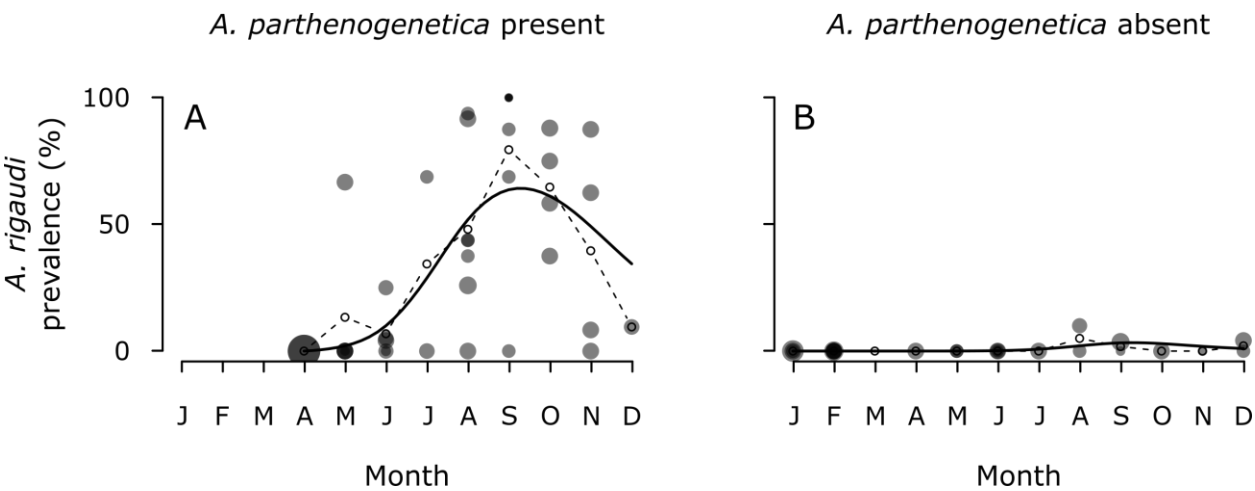 A. parthenogenetica present
A. parthenogenetica absent
A. rigaudi
prevalence (%)
100
50
0
A
J F M A M J J A S O N D
Month
B
J F M A M J J A S O N D
Month